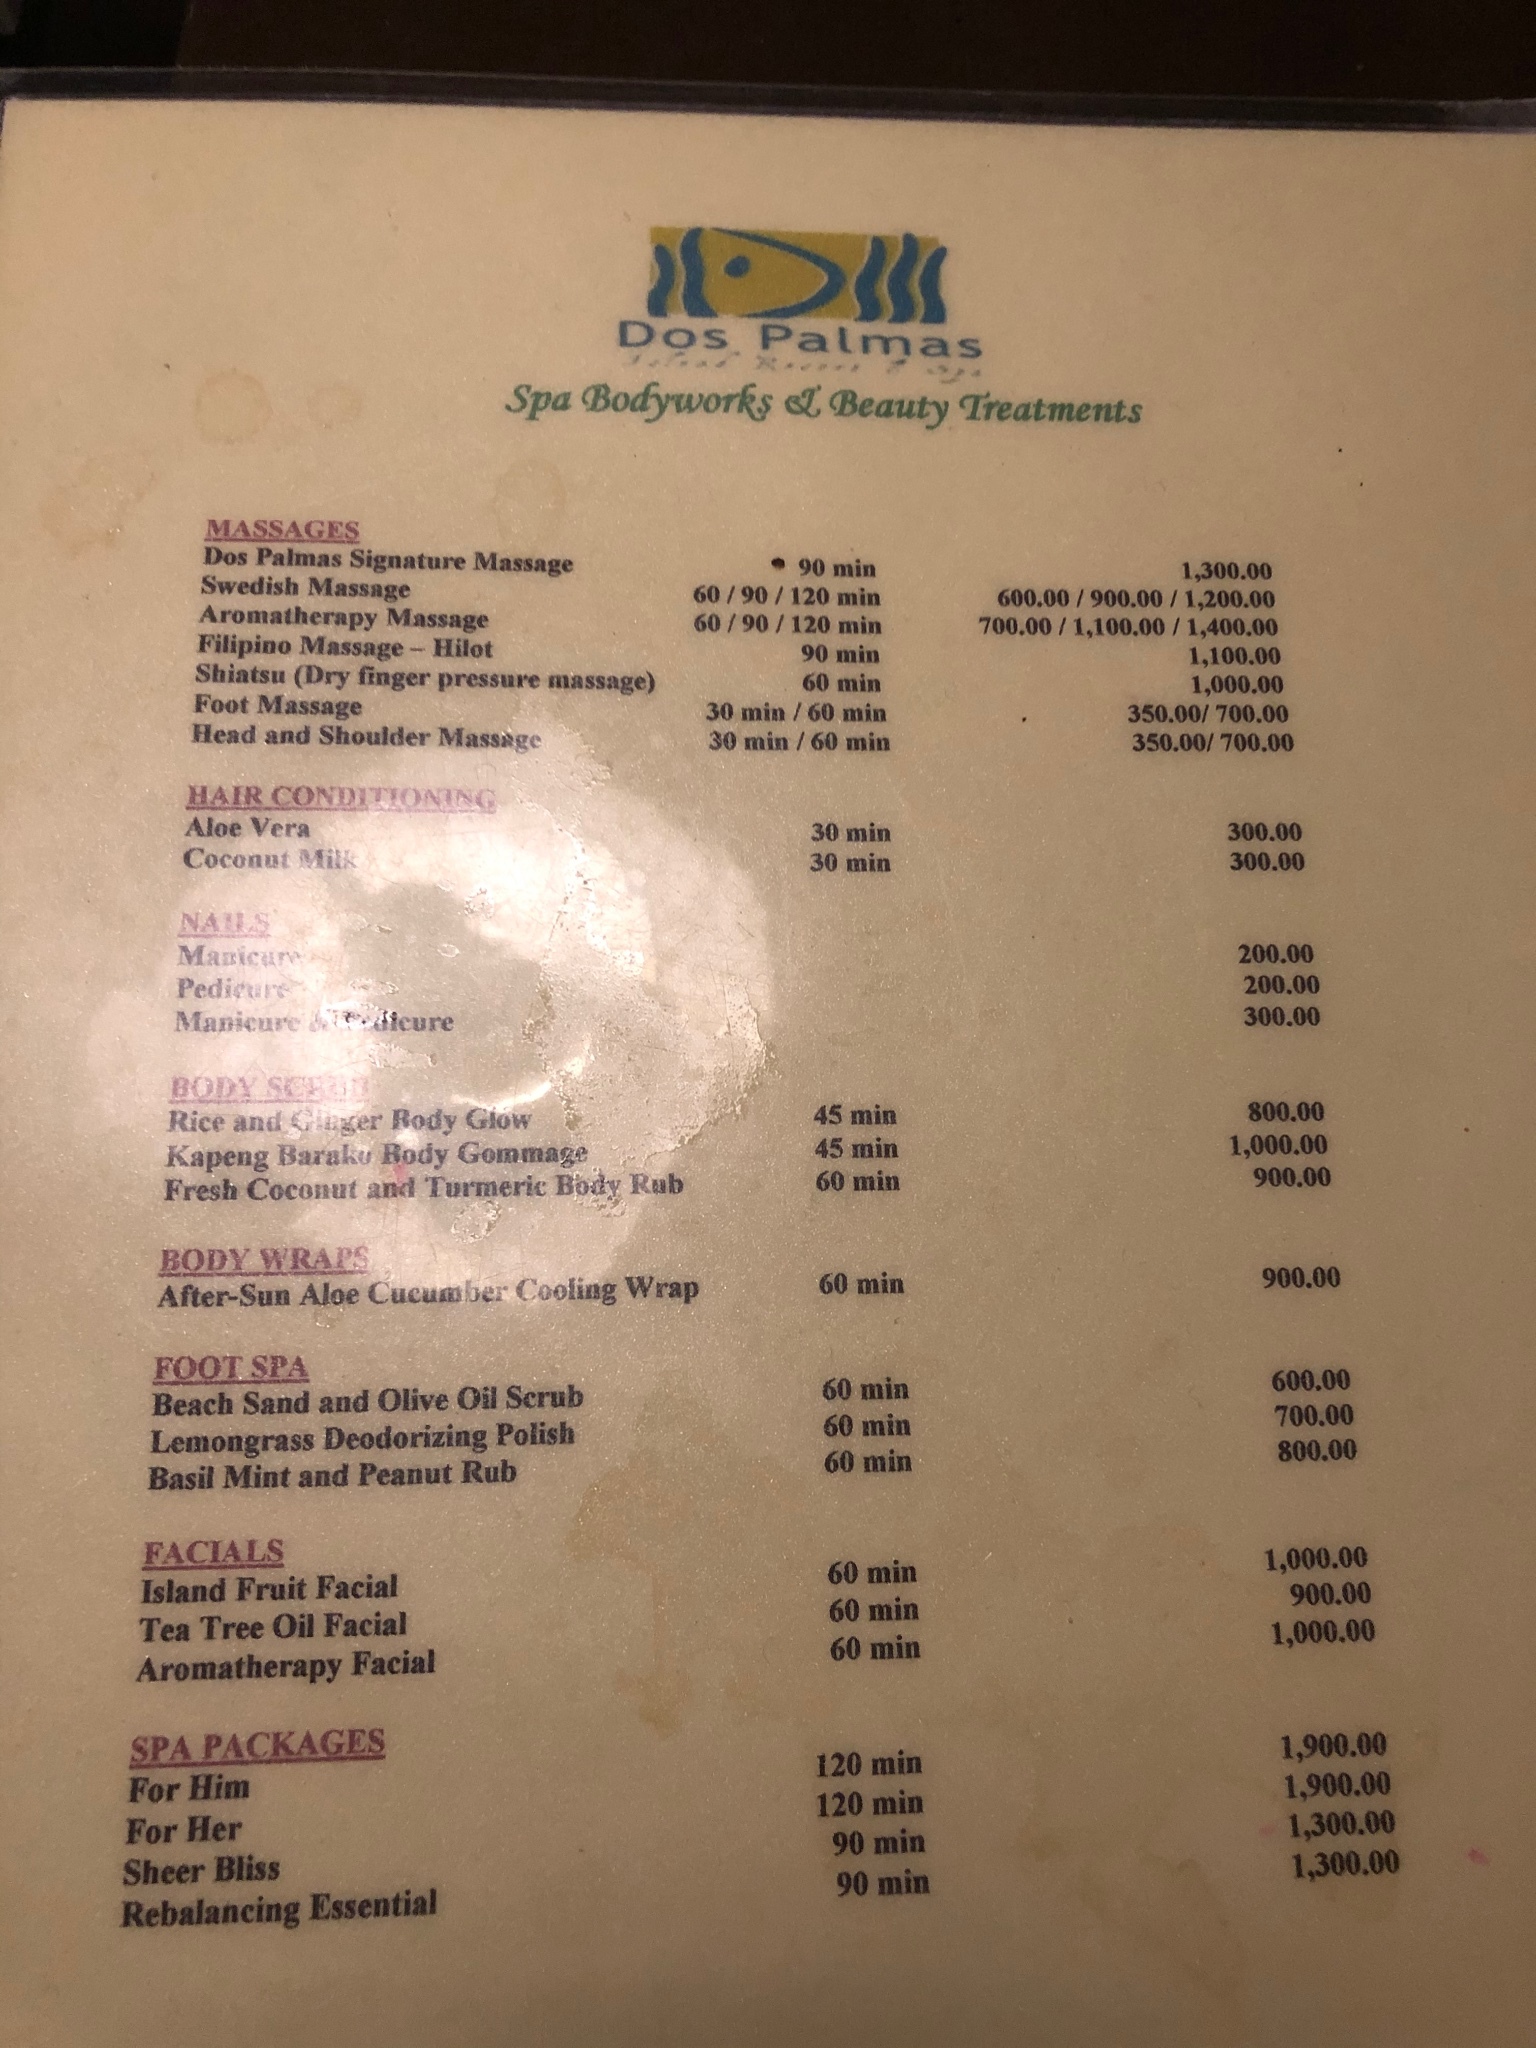 Dos Palmas
Island Resort & Spa
Spa Bodyworks & Beauty Treatments
MASSAGES
Dos Palmas Signature Massage 90 min 1,300.00
Swedish Massage 60 / 90 / 120 min 600.00 / 900.00 / 1,200.00
Aromatherapy Massage 60 / 90 / 120 min 700.00 / 1,100.00 / 1,400.00
Filipino Massage – Hilot 90 min 1,100.00
Shiatsu (Dry finger pressure massage) 60 min 1,000.00
Foot Massage 30 min / 60 min 350.00/ 700.00
Head and Shoulder Massage 30 min / 60 min 350.00/ 700.00
HAIR CONDITIONING
Aloe Vera 30 min 300.00
Coconut Milk 30 min 300.00
NAILS
Manicure 200.00
Pedicure 200.00
Manicure & Pedicure 300.00
BODY SCRUB
Rice and Ginger Body Glow 45 min 800.00
Kapeng Barako Body Gommage 45 min 1,000.00
Fresh Coconut and Turmeric Body Rub 60 min 900.00
BODY WRAPS
After-Sun Aloe Cucumber Cooling Wrap 60 min 900.00
FOOT SPA
Beach Sand and Olive Oil Scrub 60 min 600.00
Lemongrass Deodorizing Polish 60 min 700.00
Basil Mint and Peanut Rub 60 min 800.00
FACIALS
Island Fruit Facial 60 min 1,000.00
Tea Tree Oil Facial 60 min 900.00
Aromatherapy Facial 60 min 1,000.00
SPA PACKAGES
For Him 120 min 1,900.00
For Her 120 min 1,900.00
Sheer Bliss 90 min 1,300.00
Rebalancing Essential 90 min 1,300.00